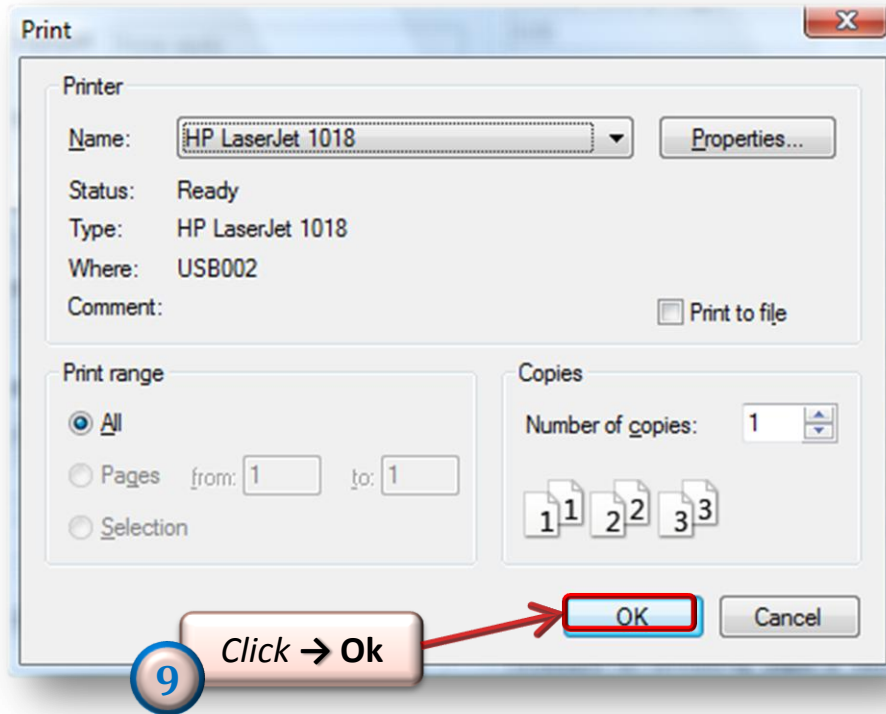 Print
Printer
Name: HP LaserJet 1018 Properties...
Status: Ready
Type: HP LaserJet 1018
Where: USB002
Comment: Print to file
Print range
All
Pages from: 1 to: 1
Selection
Copies
Number of copies: 1
1 1 2 2 3 3
OK Cancel
Click → Ok
9